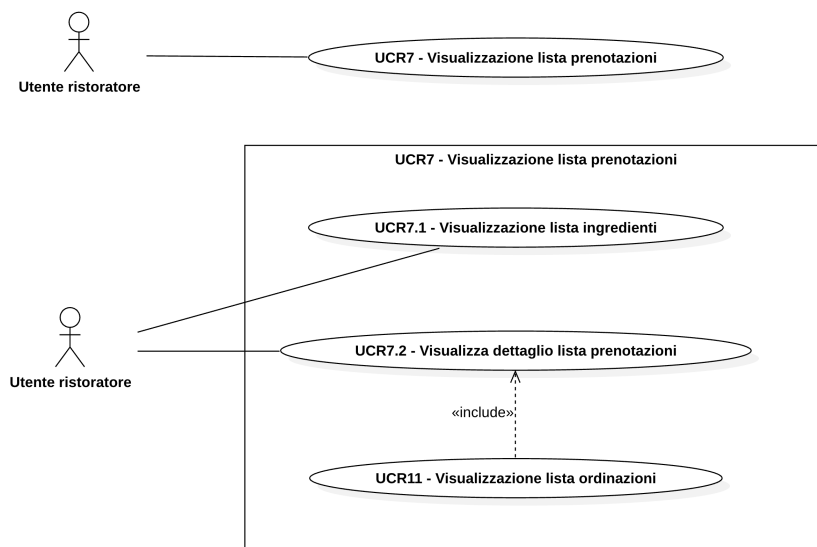 UCR7 - Visualizzazione lista prenotazioni
Utente ristoratore
UCR7 - Visualizzazione lista prenotazioni
UCR7.1 - Visualizzazione lista ingredienti
UCR7.2 - Visualizza dettaglio lista prenotazioni
Utente ristoratore
«include»
UCR11 - Visualizzazione lista ordinazioni